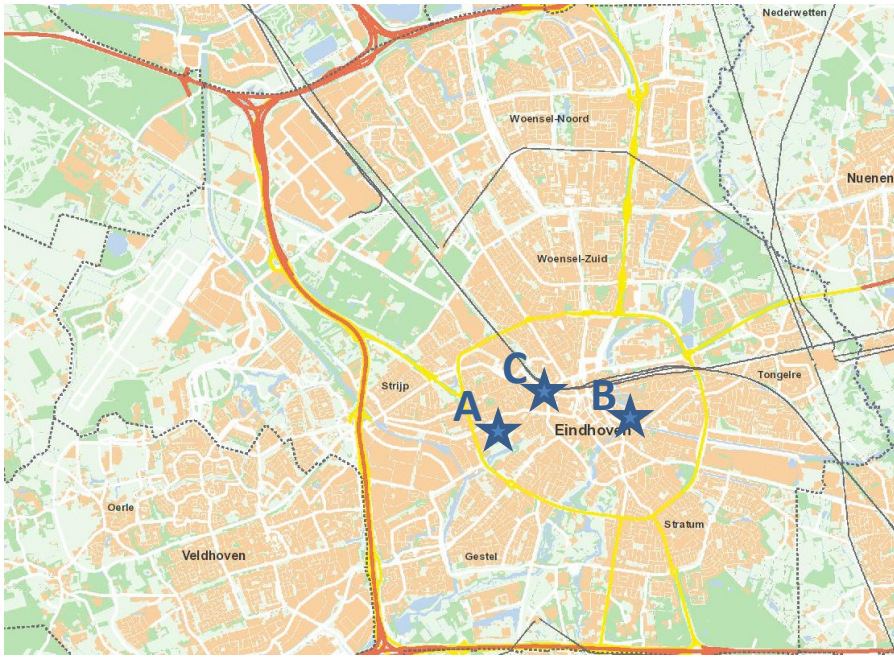 Nederwetten
Woensel-Noord
Nuenen
Woensel-Zuid
C
Strijp
Tongelre
A
B
Eindhoven
Oerle
Stratum
Veldhoven
Gestel